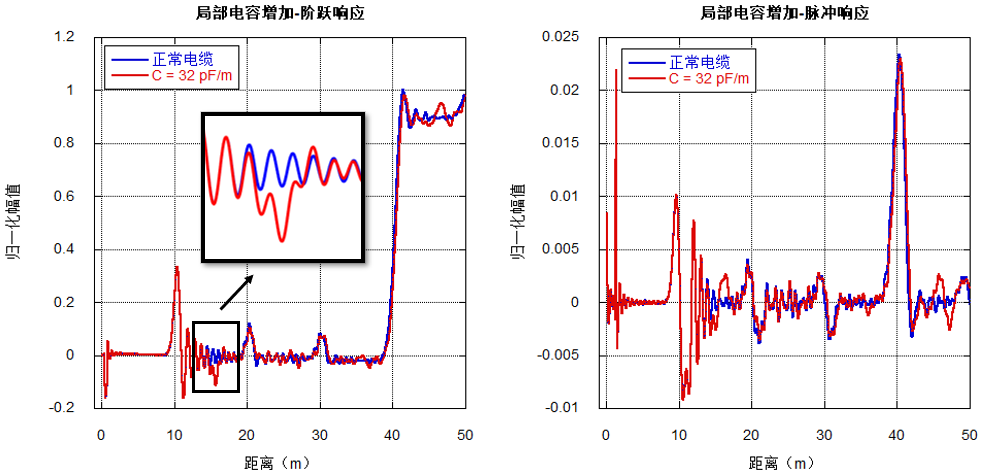 局部电容增加-阶跃响应
1.2
1
0.8
0.6
0.4
0.2
0
-0.2
归一化幅值
正常电缆
C = 32 pF/m
0 10 20 30 40 50
距离（m）
局部电容增加-脉冲响应
0.025
0.02
0.015
0.01
0.005
0
-0.005
-0.01
归一化幅值
正常电缆
C = 32 pF/m
0 10 20 30 40 50
距离（m）